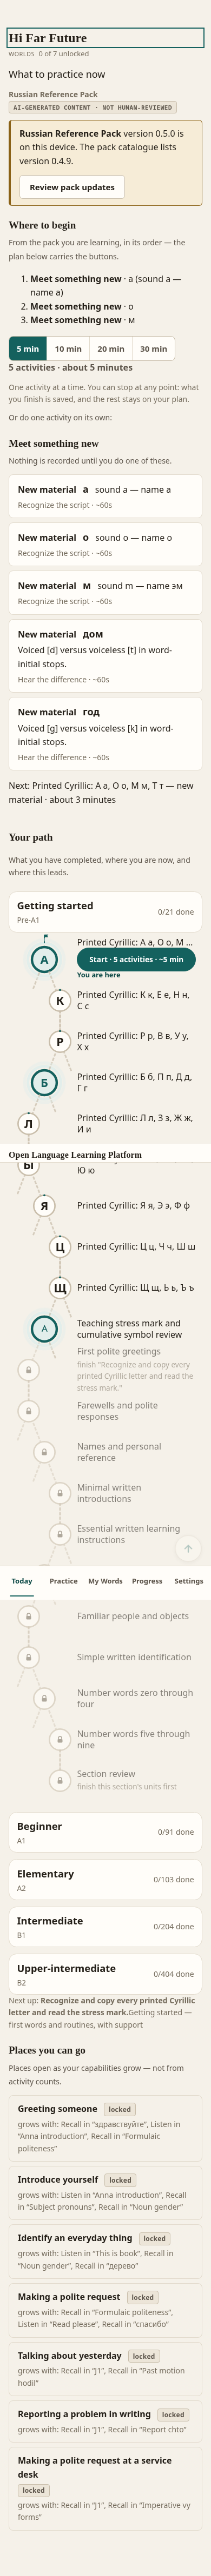 Hi Far Future
WORLDS 0 of 7 unlocked
What to practice now
Russian Reference Pack
AI-GENERATED CONTENT · NOT HUMAN-REVIEWED
Russian Reference Pack version 0.5.0 is
on this device. The pack catalogue lists
version 0.4.9.
Review pack updates
Where to begin
From the pack you are learning, in its order — the
plan below carries the buttons.
1. Meet something new · а (sound a —
name а)
2. Meet something new · о
3. Meet something new · м
5 min 10 min 20 min 30 min
5 activities · about 5 minutes
One activity at a time. You can stop at any point: what
you finish is saved, and the rest stays on your plan.
Or do one activity on its own:
Meet something new
Nothing is recorded until you do one of these.
New material а sound a — name а
Recognize the script · ~60s
New material о sound o — name о
Recognize the script · ~60s
New material м sound m — name эм
Recognize the script · ~60s
New material дом
Voiced [d] versus voiceless [t] in word-
initial stops.
Hear the difference · ~60s
New material год
Voiced [g] versus voiceless [k] in word-
initial stops.
Hear the difference · ~60s
Next: Printed Cyrillic: А а, О о, М м, Т т — new
material · about 3 minutes
Your path
What you have completed, where you are now, and
where this leads.
Getting started
Pre-A1
0/21 done
Printed Cyrillic: А а, О о, М ...
А
Start · 5 activities · ~5 min
You are here
К
Printed Cyrillic: К к, Е е, Н н,
С с
Р
Printed Cyrillic: Р р, В в, У у,
Х х
Б
Printed Cyrillic: Б б, П п, Д д,
Г г
Л
Printed Cyrillic: Л л, З з, Ж ж,
И и
Open Language Learning Platform
Ы
Ю ю
Я
Printed Cyrillic: Я я, Э э, Ф ф
Ц
Printed Cyrillic: Ц ц, Ч ч, Ш ш
Щ
Printed Cyrillic: Щ щ, Ь ь, Ъ ъ
А
Teaching stress mark and
cumulative symbol review
First polite greetings
finish "Recognize and copy every
printed Cyrillic letter and read the
stress mark."
Farewells and polite
responses
Names and personal
reference
Minimal written
introductions
Essential written learning
instructions
Today Practice My Words Progress Settings
Familiar people and objects
Simple written identification
Number words zero through
four
Number words five through
nine
Section review
finish this section's units first
Beginner
A1
0/91 done
Elementary
A2
0/103 done
Intermediate
B1
0/204 done
Upper-intermediate
B2
0/404 done
Next up: Recognize and copy every printed Cyrillic
letter and read the stress mark.Getting started —
first words and routines, with support
Places you can go
Places open as your capabilities grow — not from
activity counts.
Greeting someone locked
grows with: Recall in “здравствуйте”, Listen in
“Anna introduction”, Recall in “Formulaic
politeness”
Introduce yourself locked
grows with: Listen in “Anna introduction”, Recall
in “Subject pronouns”, Recall in “Noun gender”
Identify an everyday thing locked
grows with: Listen in “This is book”, Recall in
“Noun gender”, Recall in “дерево”
Making a polite request locked
grows with: Recall in “Formulaic politeness”,
Listen in “Read please”, Recall in “спасибо”
Talking about yesterday locked
grows with: Recall in “J1”, Recall in “Past motion
hodil”
Reporting a problem in writing locked
grows with: Recall in “J1”, Recall in “Report chto”
Making a polite request at a service
desk
locked
grows with: Recall in “J1”, Recall in “Imperative vy
forms”